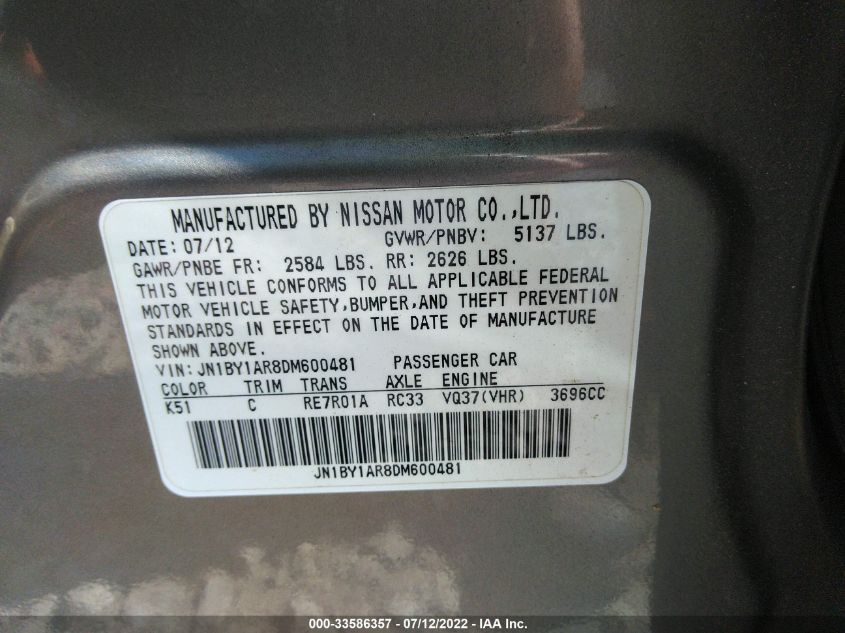 MANUFACTURED BY NISSAN MOTOR CO.,LTD.
DATE: 07/12 GVWR/PNBV: 5137 LBS.
GAWR/PNBE FR: 2584 LBS. RR: 2626 LBS.
THIS VEHICLE CONFORMS TO ALL APPLICABLE FEDERAL
MOTOR VEHICLE SAFETY,BUMPER,AND THEFT PREVENTION
STANDARDS IN EFFECT ON THE DATE OF MANUFACTURE
SHOWN ABOVE.
VIN: JN1BY1AR8DM600481 PASSENGER CAR
COLOR TRIM TRANS AXLE ENGINE
K51 C RE7R01A RC33 VQ37(VHR) 3696CC
JN1BY1AR8DM600481
000-33586357 - 07/12/2022 - IAA Inc.